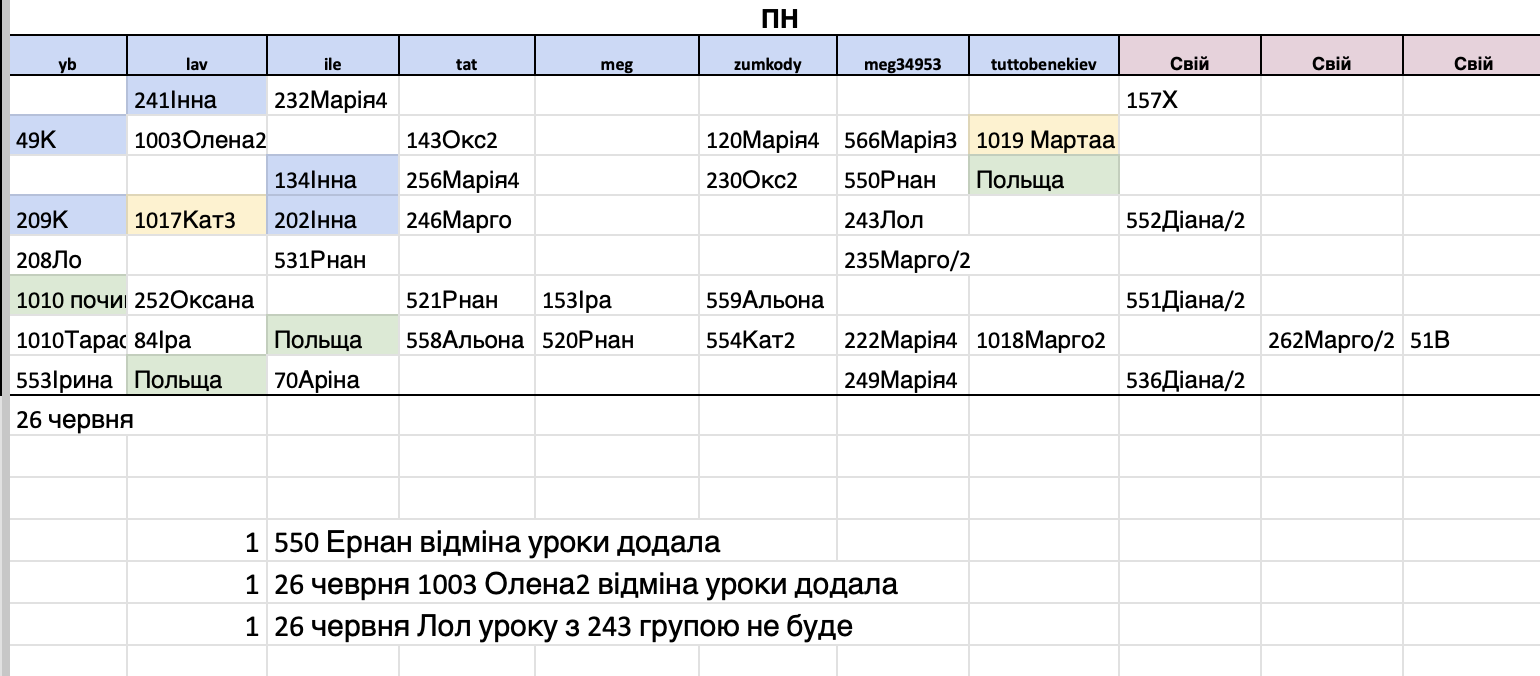 ПН
yb lav ile tat meg zumkody meg34953 tuttobenekiev Свій Свій Свій
241Інна 232Марія4 157Х
49К 1003Олена2 143Окс2 120Марія4 566Марія3 1019 Мартаа
134Інна 256Марія4 230Окс2 550Рнан Польща
209К 1017Кат3 202Інна 246Марго 243Лол 552Діана/2
208Ло 531Рнан 235Марго/2
1010 почи 252Оксана 521Рнан 153Іра 559Альона 551Діана/2
1010Тарас 84Іра Польща 558Альона 520Рнан 554Кат2 222Марія4 1018Марго2 262Марго/2 51В
553Ірина Польща 70Аріна 249Марія4 536Діана/2
26 червня
1 550 Ернан відміна уроки додала
1 26 чеврня 1003 Олена2 відміна уроки додала
1 26 червня Лол уроку з 243 групою не буде